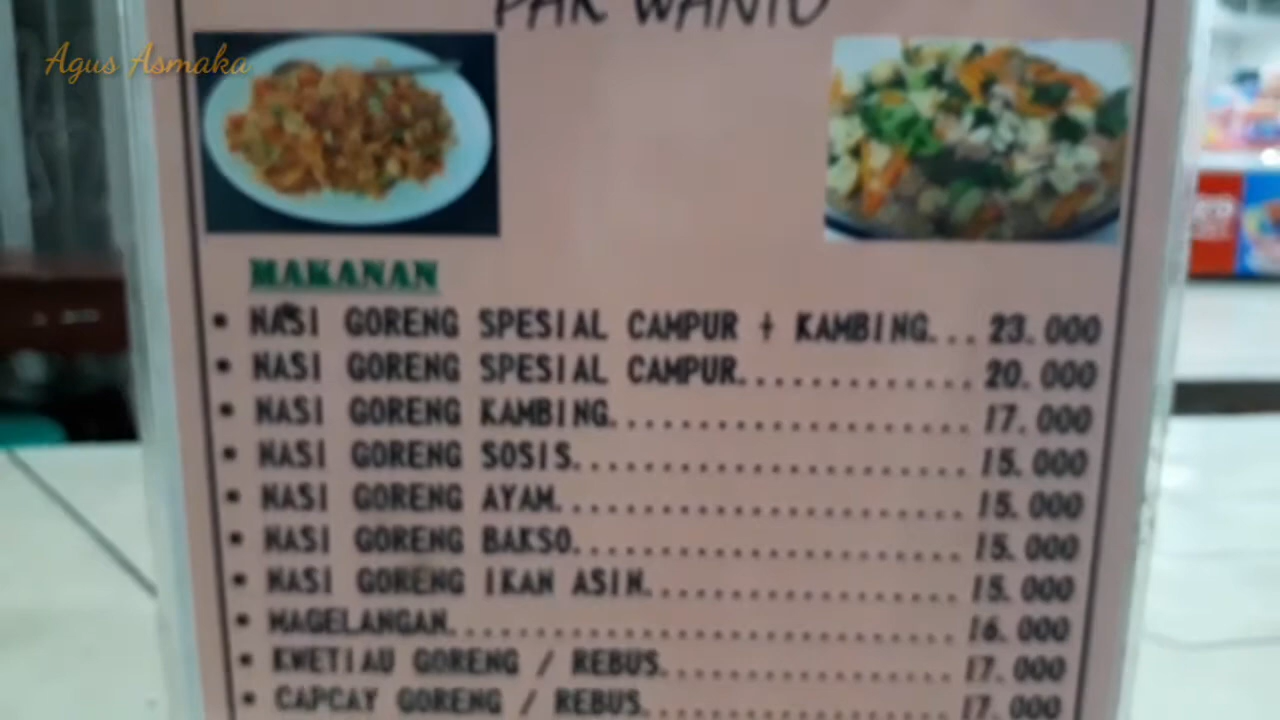 PAK WANTO
Agus Asmaka
MAKANAN
• NASI GORENG SPESIAL CAMPUR + KAMBING... 23.000
• NASI GORENG SPESIAL CAMPUR............. 20.000
• NASI GORENG KAMBING.................... 17.000
• NASI GORENG SOSIS...................... 15.000
• NASI GORENG AYAM....................... 15.000
• NASI GORENG BAKSO...................... 15.000
• NASI GORENG IKAN ASIN.................. 15.000
• MAGELANGAN............................. 16.000
• KWETIAU GORENG / REBUS................. 17.000
• CAPCAY GORENG / REBUS.................. 17.000